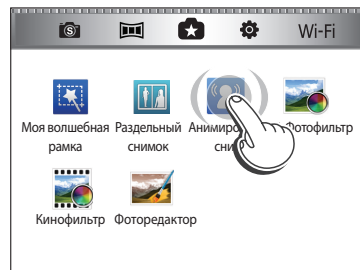 S
Wi-Fi
Моя волшебная Раздельный
рамка снимок Фотофильтр
Кинофильтр Фоторедактор